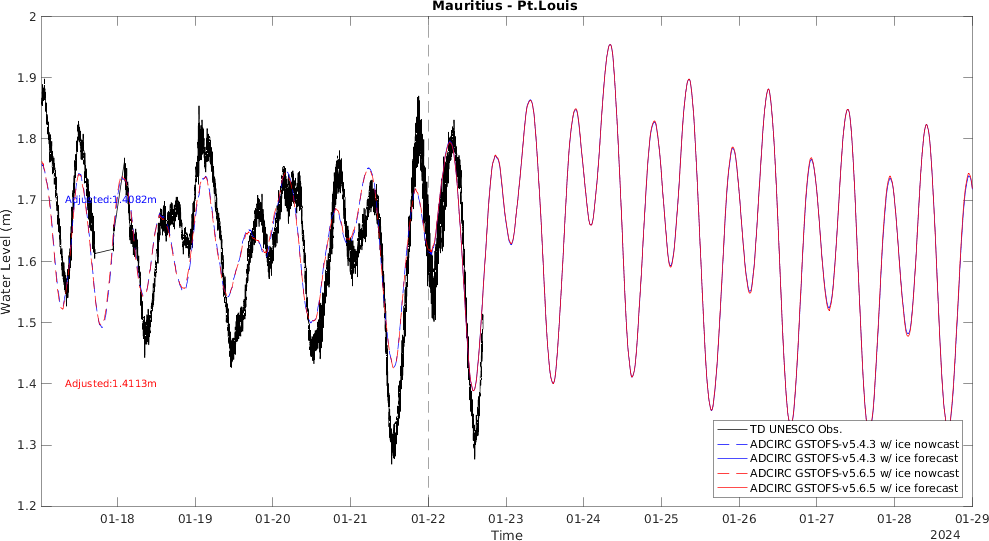 Mauritius - Pt.Louis
2
1.9
1.8
1.7
1.6
1.5
1.4
1.3
1.2
Water Level (m)
Adjusted:1.4082m
Adjusted:1.4113m
TD UNESCO Obs.
ADCIRC GSTOFS-v5.4.3 w/ ice nowcast
ADCIRC GSTOFS-v5.4.3 w/ ice forecast
ADCIRC GSTOFS-v5.6.5 w/ ice nowcast
ADCIRC GSTOFS-v5.6.5 w/ ice forecast
01-18 01-19 01-20 01-21 01-22 01-23 01-24 01-25 01-26 01-27 01-28 01-29
Time
2024